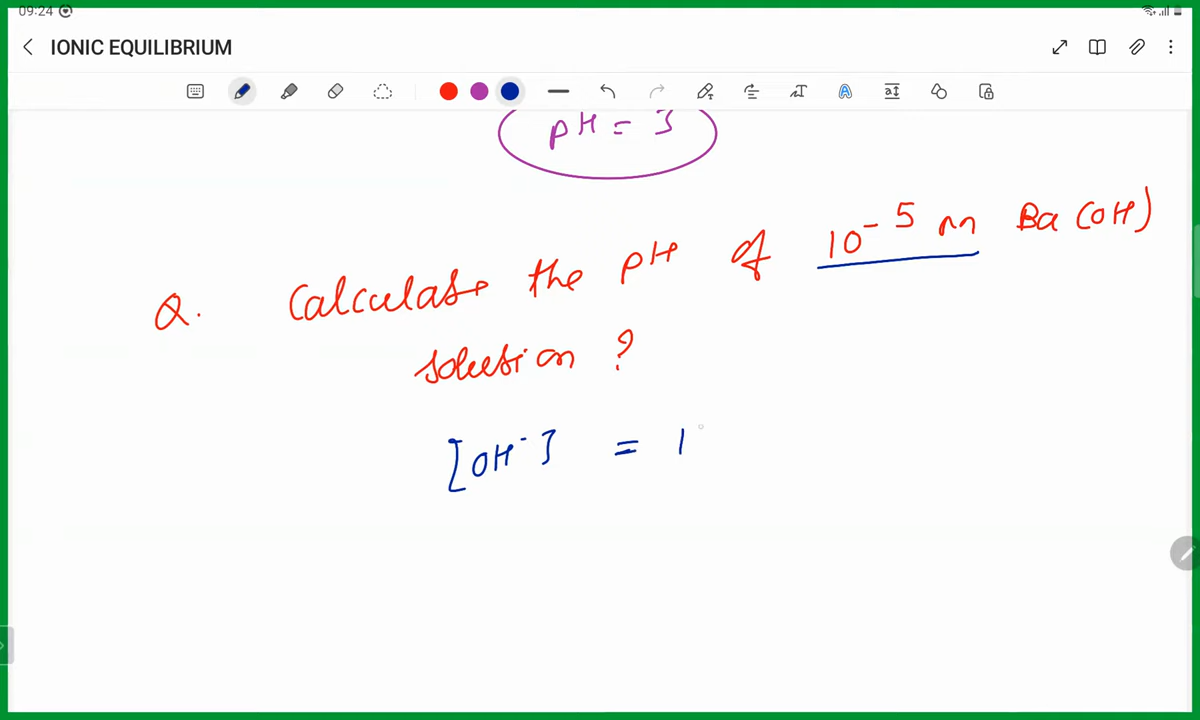 09:24
IONIC EQUILIBRIUM
pH = 3
Q. Calculate the pH of 10⁻⁵ m Ba(OH)
solution ?
[OH⁻] = 1